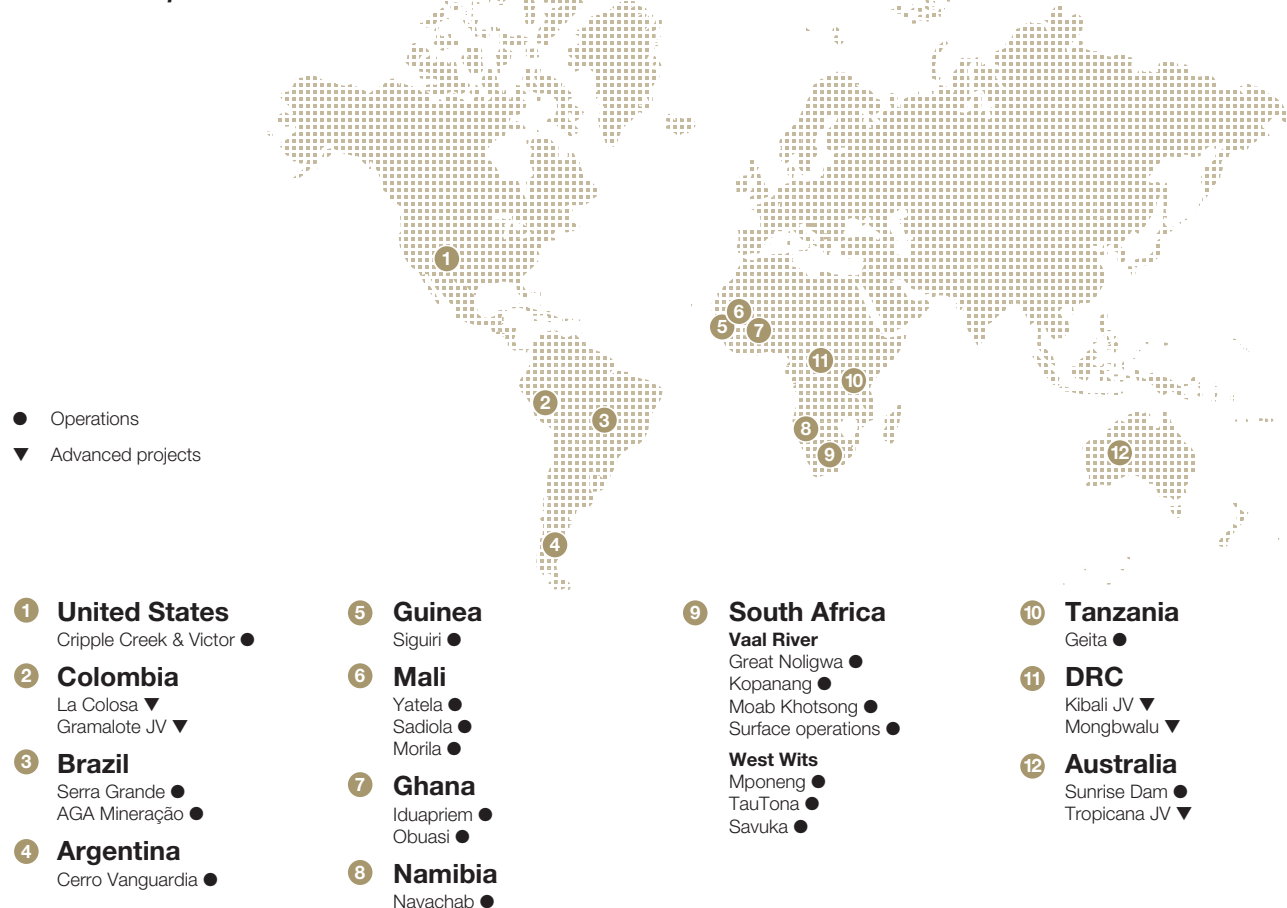 1
6
5
7
11
10
2
3
8
9
12
4
● Operations
▼ Advanced projects
1 United States
Cripple Creek & Victor ●
2 Colombia
La Colosa ▼
Gramalote JV ▼
3 Brazil
Serra Grande ●
AGA Mineração ●
4 Argentina
Cerro Vanguardia ●
5 Guinea
Siguiri ●
6 Mali
Yatela ●
Sadiola ●
Morila ●
7 Ghana
Iduapriem ●
Obuasi ●
8 Namibia
Navachab ●
9 South Africa
Vaal River
Great Noligwa ●
Kopanang ●
Moab Khotsong ●
Surface operations ●
West Wits
Mponeng ●
TauTona ●
Savuka ●
10 Tanzania
Geita ●
11 DRC
Kibali JV ▼
Mongbwalu ▼
12 Australia
Sunrise Dam ●
Tropicana JV ▼